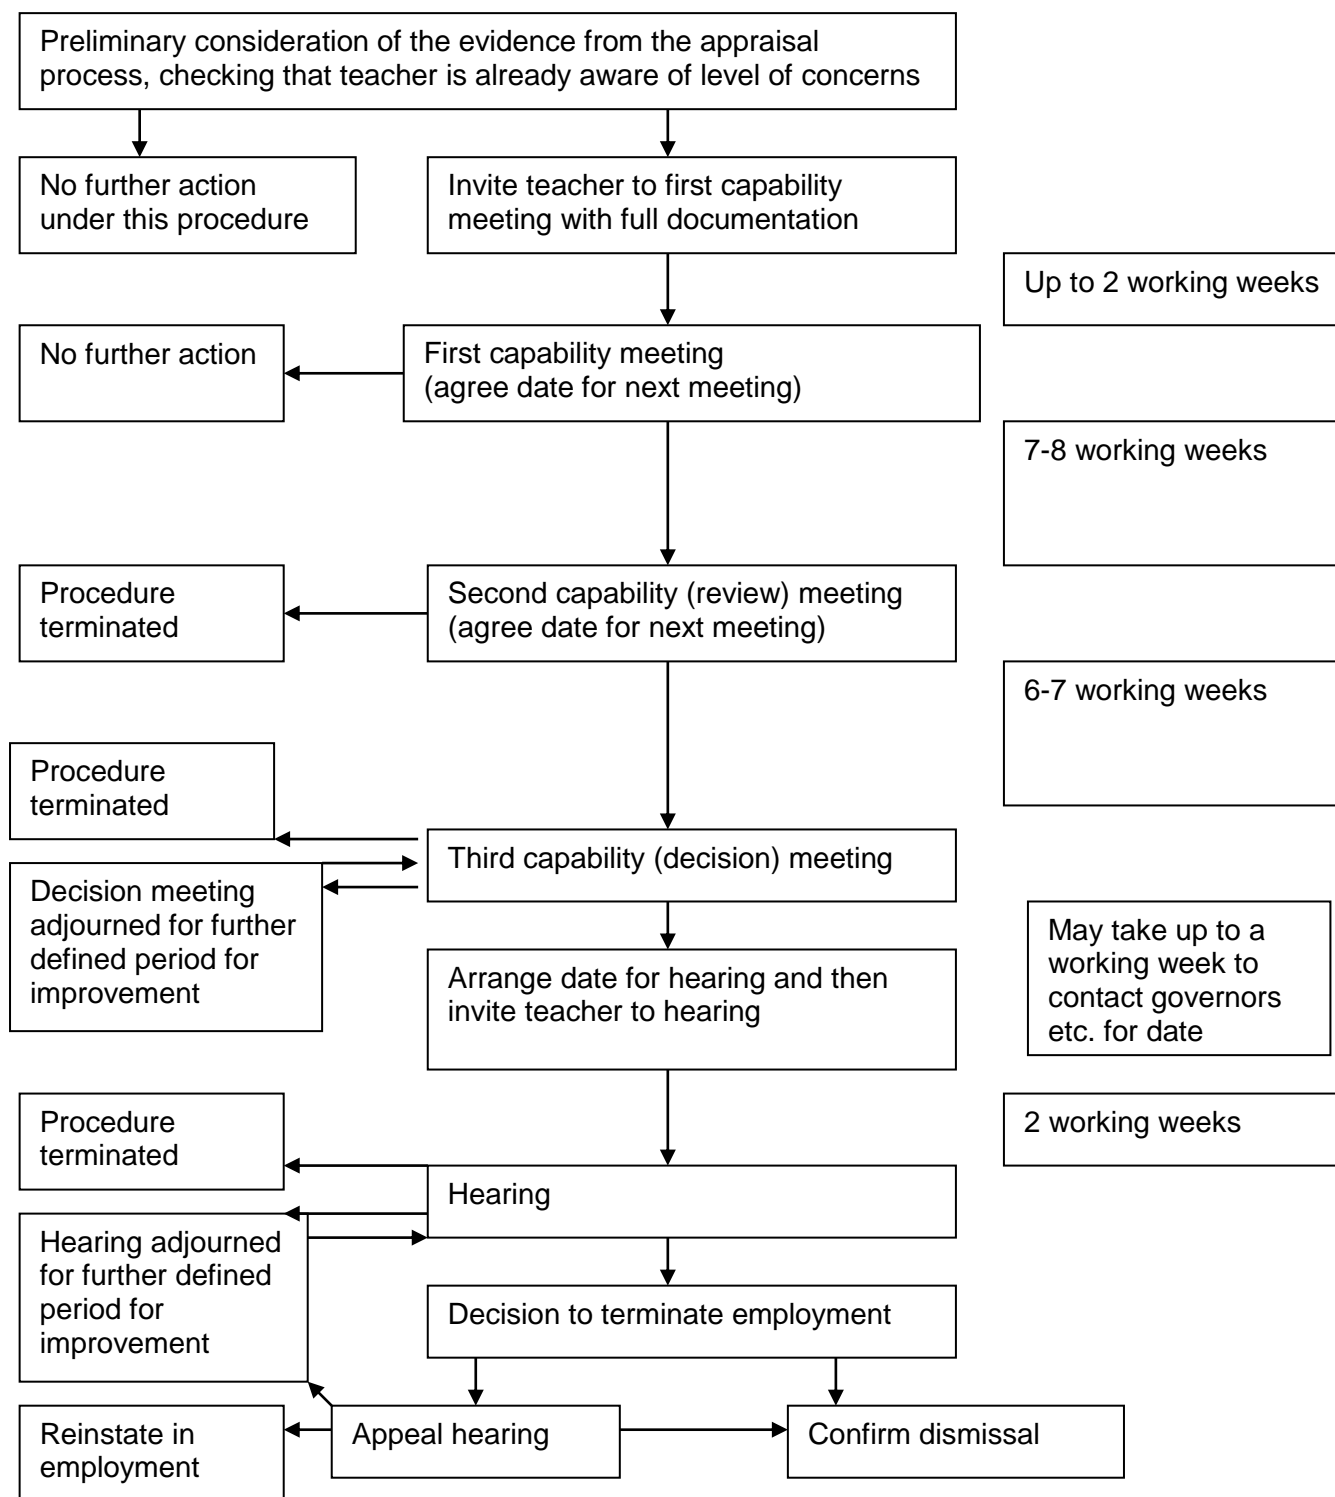 Preliminary consideration of the evidence from the appraisal
process, checking that teacher is already aware of level of concerns
No further action
under this procedure
Invite teacher to first capability
meeting with full documentation
Up to 2 working weeks
No further action
First capability meeting
(agree date for next meeting)
7-8 working weeks
Procedure
terminated
Second capability (review) meeting
(agree date for next meeting)
6-7 working weeks
Procedure
terminated
Third capability (decision) meeting
Decision meeting
adjourned for further
defined period for
improvement
May take up to a
working week to
contact governors
etc. for date
Arrange date for hearing and then
invite teacher to hearing
Procedure
terminated
2 working weeks
Hearing
Hearing adjourned
for further defined
period for
improvement
Decision to terminate employment
Reinstate in
employment
Appeal hearing
Confirm dismissal